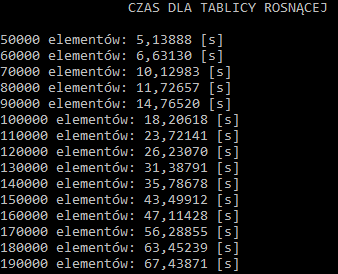 CZAS DLA TABLICY ROSNĄCEJ
50000 elementów: 5,13888 [s]
60000 elementów: 6,63130 [s]
70000 elementów: 10,12983 [s]
80000 elementów: 11,72657 [s]
90000 elementów: 14,76520 [s]
100000 elementów: 18,20618 [s]
110000 elementów: 23,72141 [s]
120000 elementów: 26,23070 [s]
130000 elementów: 31,38791 [s]
140000 elementów: 35,78678 [s]
150000 elementów: 43,49912 [s]
160000 elementów: 47,11428 [s]
170000 elementów: 56,28855 [s]
180000 elementów: 63,45239 [s]
190000 elementów: 67,43871 [s]